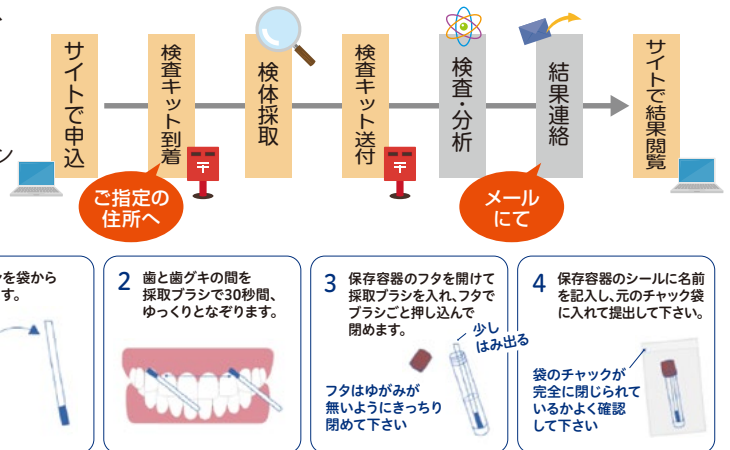 サイトで申込
検査キット到着
検体採取
検査キット送付
検査・分析
結果連絡
サイトで結果閲覧
ン
ご指定の
住所へ
メール
にて
を袋から
す。
2 歯と歯グキの間を
採取ブラシで30秒間、
ゆっくりとなぞります。
3 保存容器のフタを開けて
採取ブラシを入れ、フタで
ブラシごと押し込んで
閉めます。
少し
はみ出る
フタはゆがみが
無いようにきっちり
閉めて下さい
4 保存容器のシールに名前
を記入し、元のチャック袋
に入れて提出して下さい。
袋のチャックが
完全に閉じられて
いるかよく確認
して下さい